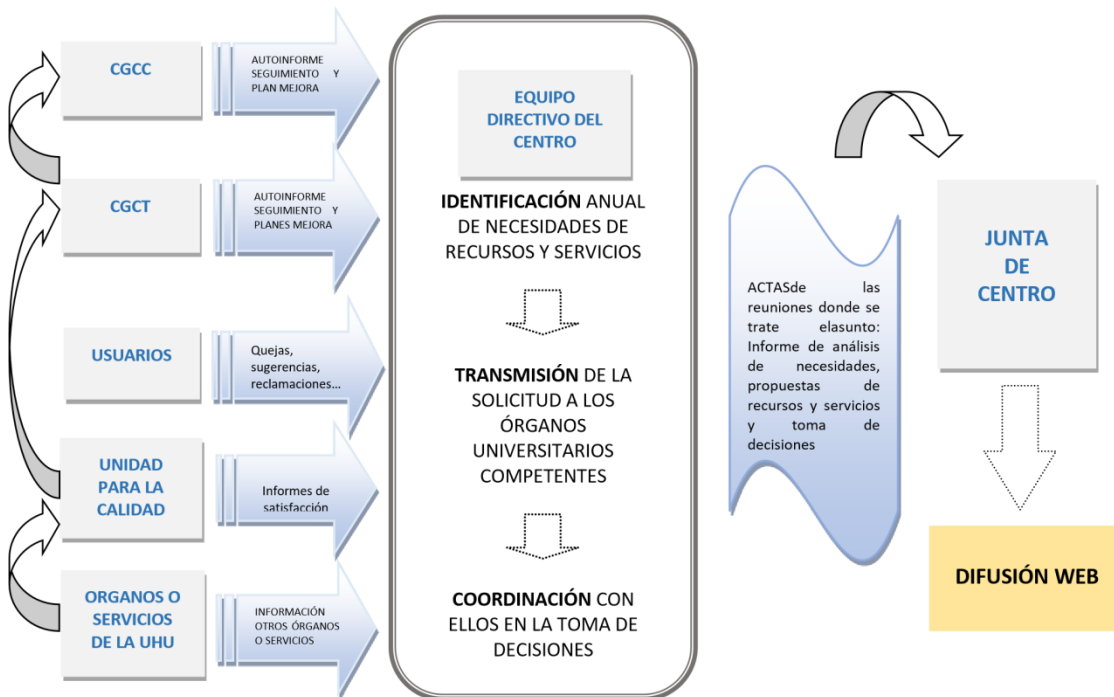 CGCC
AUTOINFORME
SEGUIMIENTO Y
PLAN MEJORA
CGCT
AUTOINFORME
SEGUIMIENTO Y
PLANES MEJORA
USUARIOS
Quejas,
sugerencias,
reclamaciones...
UNIDAD
PARA LA
CALIDAD
Informes de
satisfacción
ORGANOS O
SERVICIOS
DE LA UHU
INFORMACIÓN
OTROS ÓRGANOS
O SERVICIOS
EQUIPO
DIRECTIVO DEL
CENTRO
IDENTIFICACIÓN ANUAL
DE NECESIDADES DE
RECURSOS Y SERVICIOS
TRANSMISIÓN DE LA
SOLICITUD A LOS
ÓRGANOS
UNIVERSITARIOS
COMPETENTES
COORDINACIÓN CON
ELLOS EN LA TOMA DE
DECISIONES
ACTASde las
reuniones donde se
trate elasunto:
Informe de análisis
de necesidades,
propuestas de
recursos y servicios
y toma de
decisiones
JUNTA
DE
CENTRO
DIFUSIÓN WEB